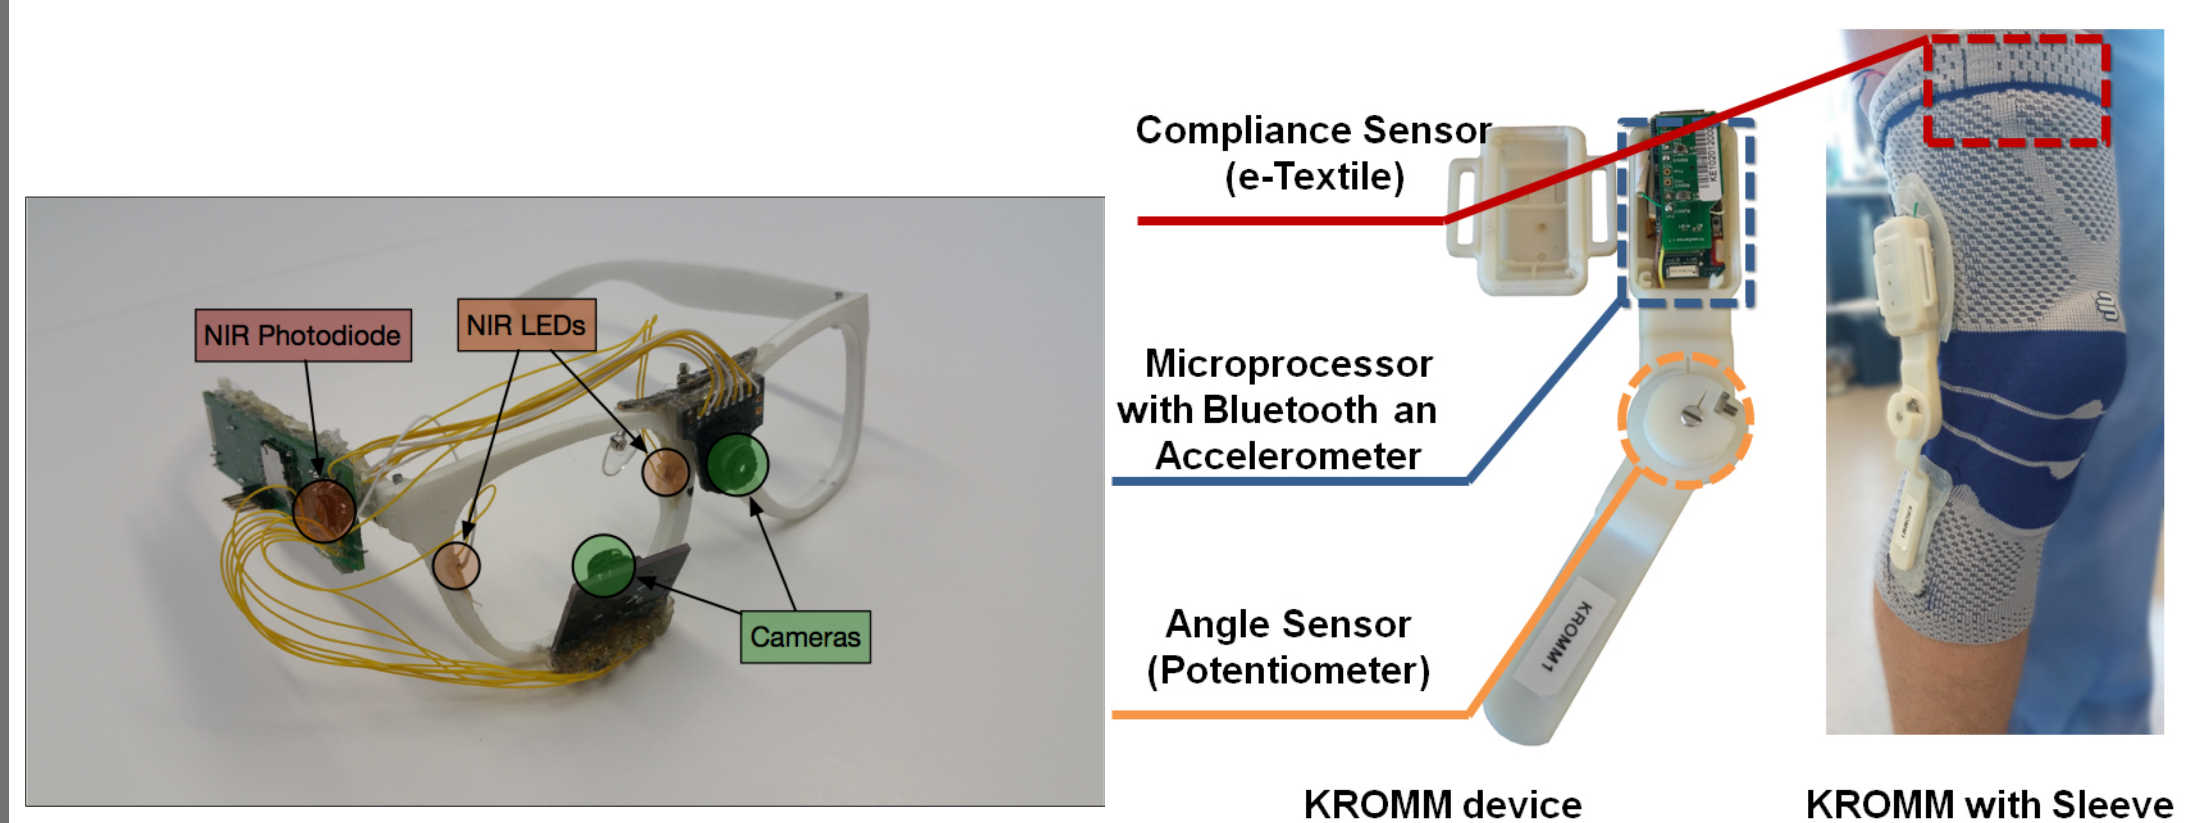 NIR Photodiode
NIR LEDs
Cameras
Compliance Sensor
(e-Textile)
Microprocessor
with Bluetooth an
Accelerometer
Angle Sensor
(Potentiometer)
KROMM1
KROMM1
KROMM device
KROMM with Sleeve